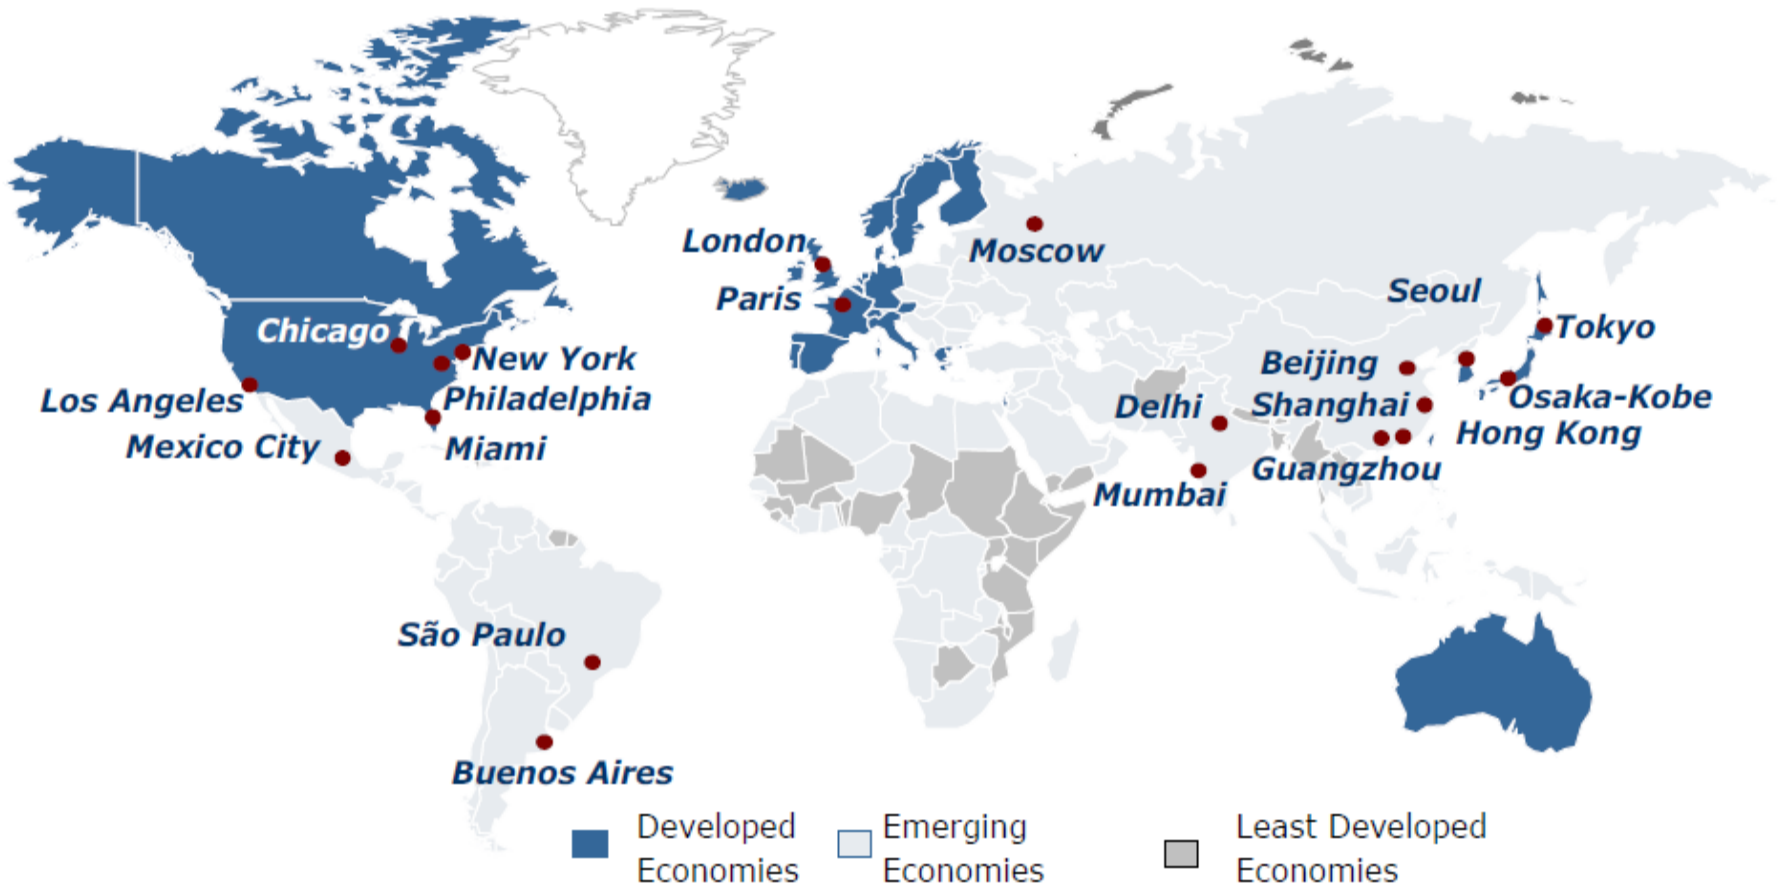 London
Moscow
Paris
Seoul
Chicago
Tokyo
New York
Beijing
Los Angeles
Philadelphia
Delhi
Shanghai
Osaka-Kobe
Mexico City
Miami
Hong Kong
Guangzhou
Mumbai
São Paulo
Buenos Aires
Developed
Economies
Emerging
Economies
Least Developed
Economies